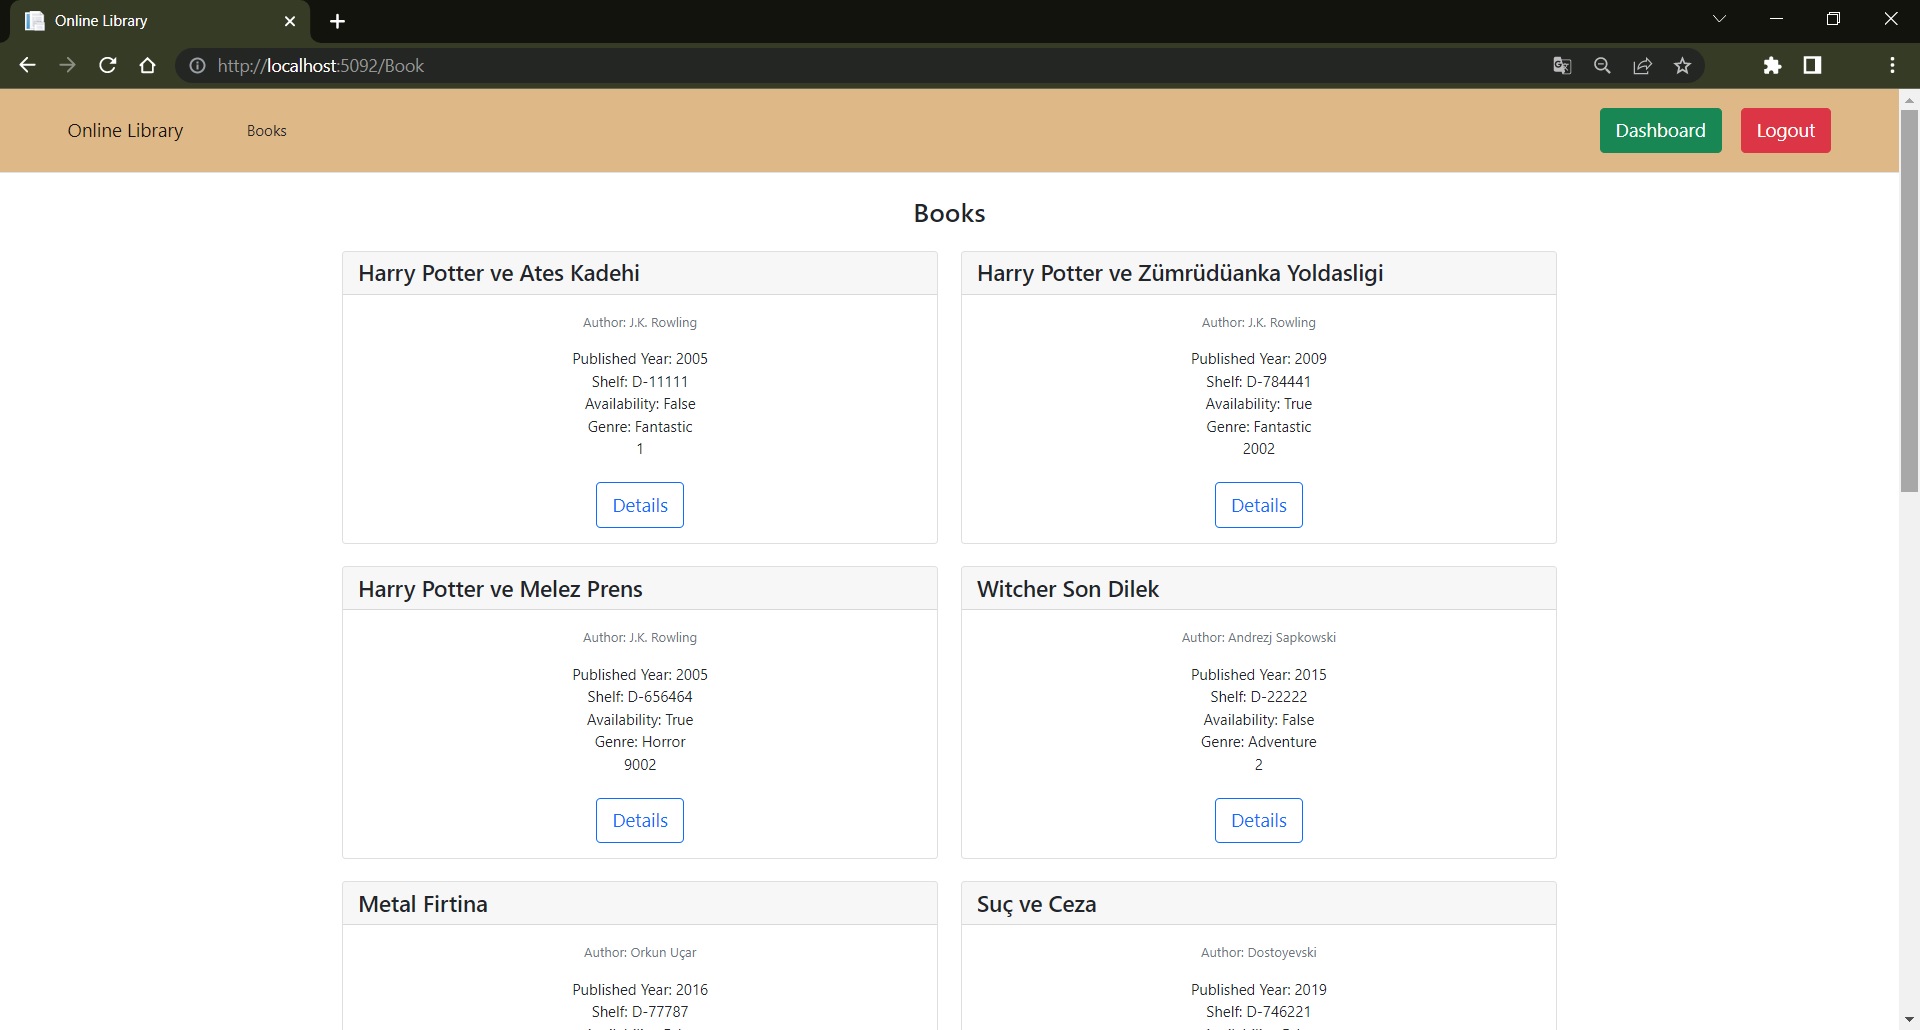 Online Library
http://localhost:5092/Book
Online Library
Books
Dashboard
Logout
Books
Harry Potter ve Ates Kadehi
Author: J.K. Rowling
Published Year: 2005
Shelf: D-11111
Availability: False
Genre: Fantastic
1
Details
Harry Potter ve Zümrüdüanka Yoldasligi
Author: J.K. Rowling
Published Year: 2009
Shelf: D-784441
Availability: True
Genre: Fantastic
2002
Details
Harry Potter ve Melez Prens
Author: J.K. Rowling
Published Year: 2005
Shelf: D-656464
Availability: True
Genre: Horror
9002
Details
Witcher Son Dilek
Author: Andrezj Sapkowski
Published Year: 2015
Shelf: D-22222
Availability: False
Genre: Adventure
2
Details
Metal Firtina
Author: Orkun Uçar
Published Year: 2016
Shelf: D-77787
Suç ve Ceza
Author: Dostoyevski
Published Year: 2019
Shelf: D-746221